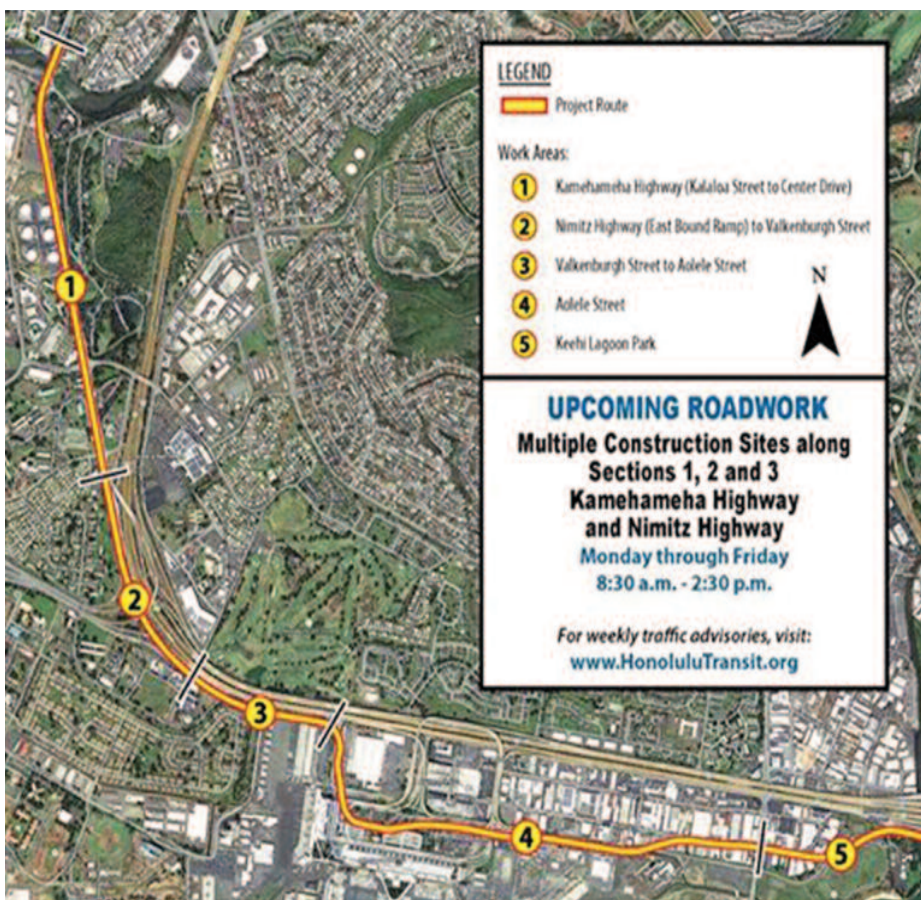 LEGEND
Project Route
Work Areas:
1 Kamehameha Highway (Kalaloa Street to Center Drive)
2 Nimitz Highway (East Bound Ramp) to Valkenburgh Street
3 Valkenburgh Street to Aolele Street
4 Aolele Street
5 Keehi Lagoon Park
N
UPCOMING ROADWORK
Multiple Construction Sites along
Sections 1, 2 and 3
Kamehameha Highway
and Nimitz Highway
Monday through Friday
8:30 a.m. - 2:30 p.m.
For weekly traffic advisories, visit:
www.HonoluluTransit.org
1
2
3
4
5